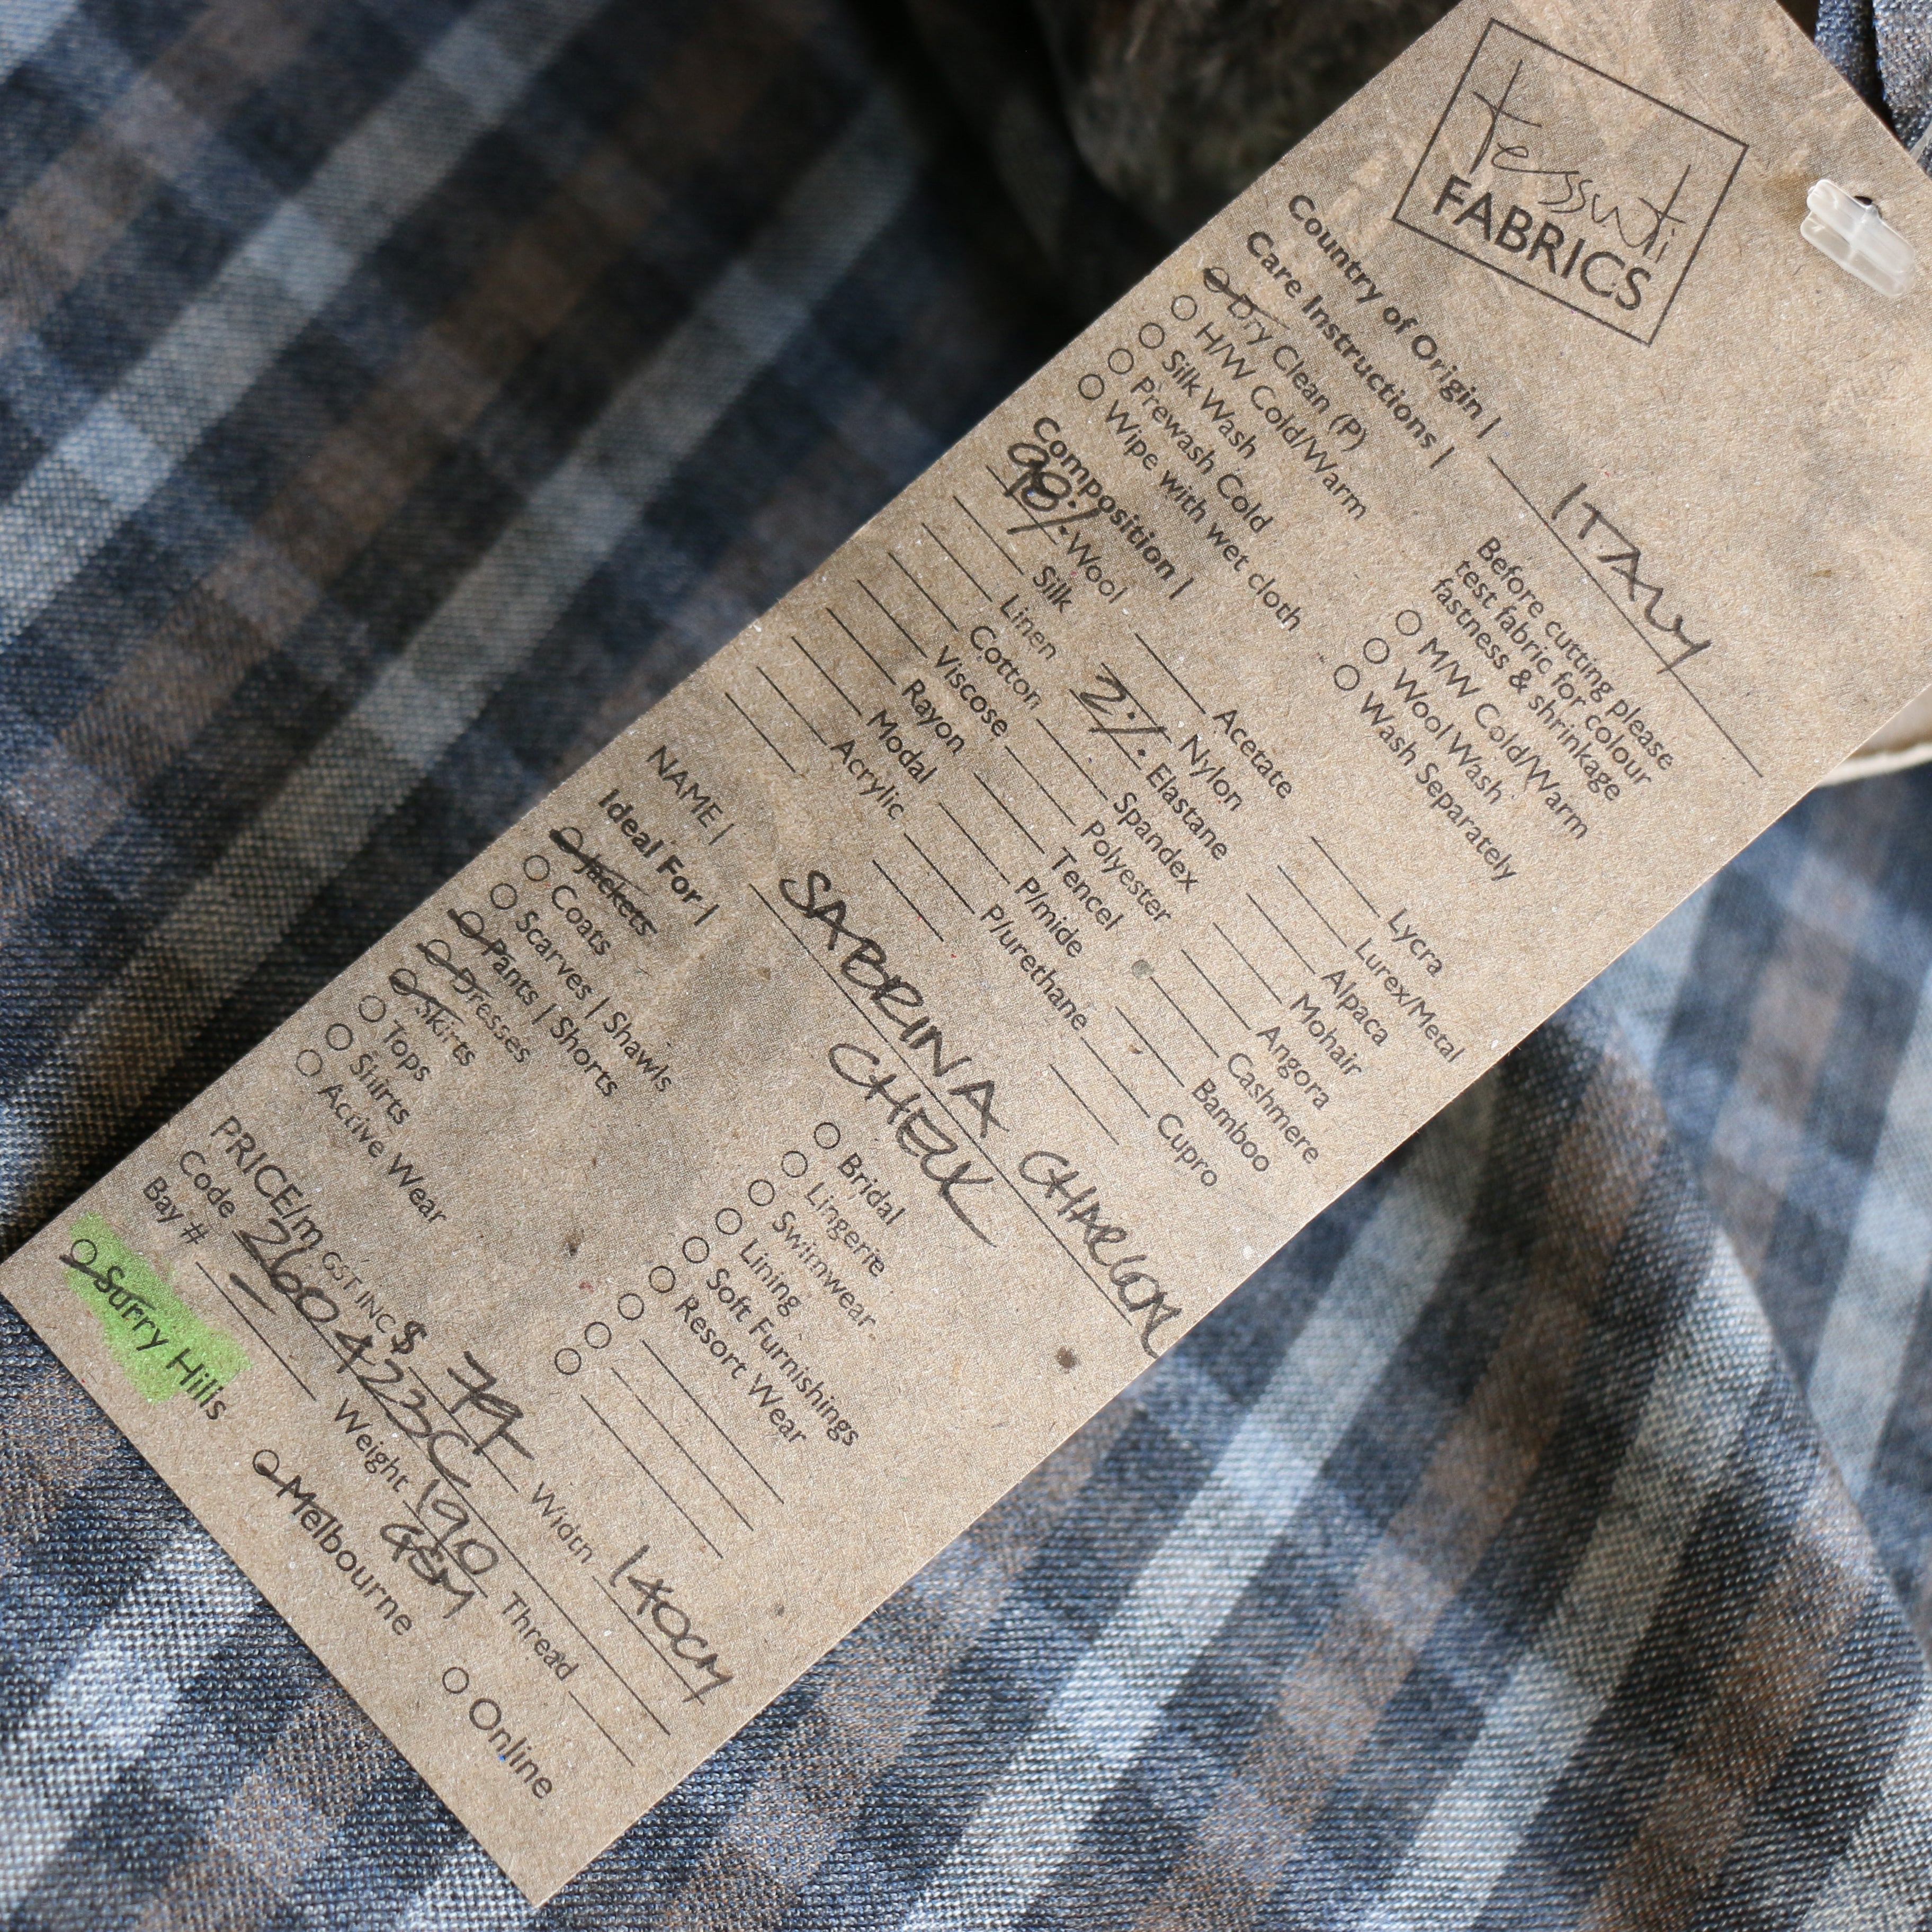 tessuti
FABRICS
Country of Origin | ITALY
Care Instructions |
Dry Clean (P)
H/W Cold/Warm
Silk Wash
Prewash Cold
Wipe with wet cloth
Before cutting please
test fabric for colour
fastness & shrinkage
M/W Cold/Warm
Wool Wash
Wash Separately
Composition |
98% Wool
Silk
Linen
Cotton
Viscose
Rayon
Modal
Acrylic
Acetate
Nylon
2% Elastane
Spandex
Polyester
Tencel
P/mide
P/urethane
Lycra
Lurex/Metal
Alpaca
Mohair
Angora
Cashmere
Bamboo
Cupro
NAME | SABRINA CHARCOAL
CHECK
Ideal For |
Jackets
Coats
Scarves | Shawls
Pants | Shorts
Dresses
Skirts
Tops
Shirts
Active Wear
Bridal
Lingerie
Swimwear
Lining
Soft Furnishings
Resort Wear
PRICE/m GST INC $ 79- Width 140CM
Code 2604223C
Bay # - Weight 190 Thread
GSM
Surry Hills Melbourne Online